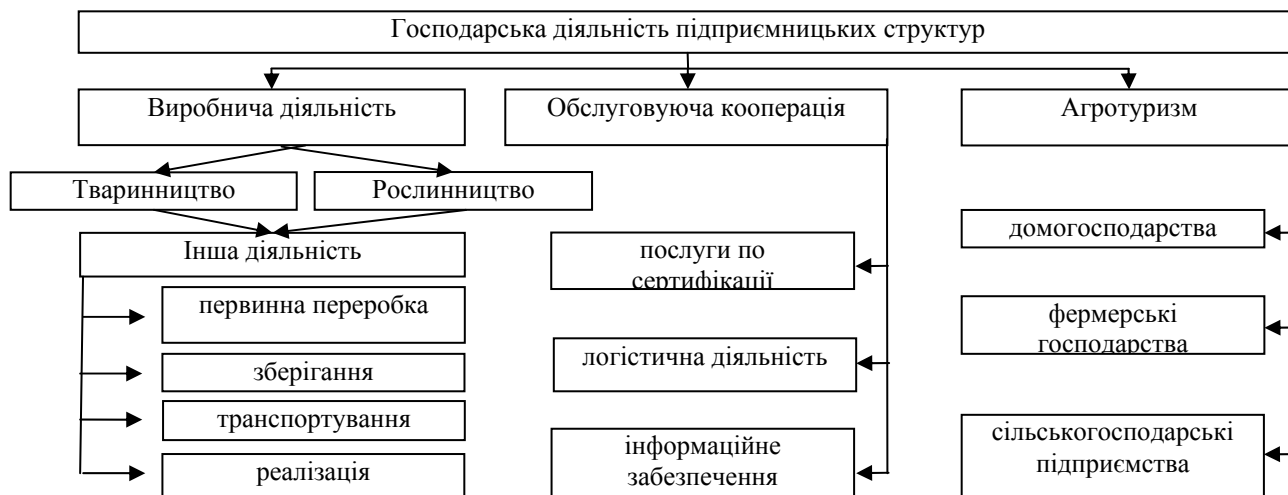 Господарська діяльність підприємницьких структур
Виробнича діяльність
Обслуговуюча кооперація
Агротуризм
Тваринництво
Рослинництво
Інша діяльність
первинна переробка
зберігання
транспортування
реалізація
послуги по
сертифікації
логістична діяльність
інформаційне
забезпечення
домогосподарства
фермерські
господарства
сільськогосподарські
підприємства